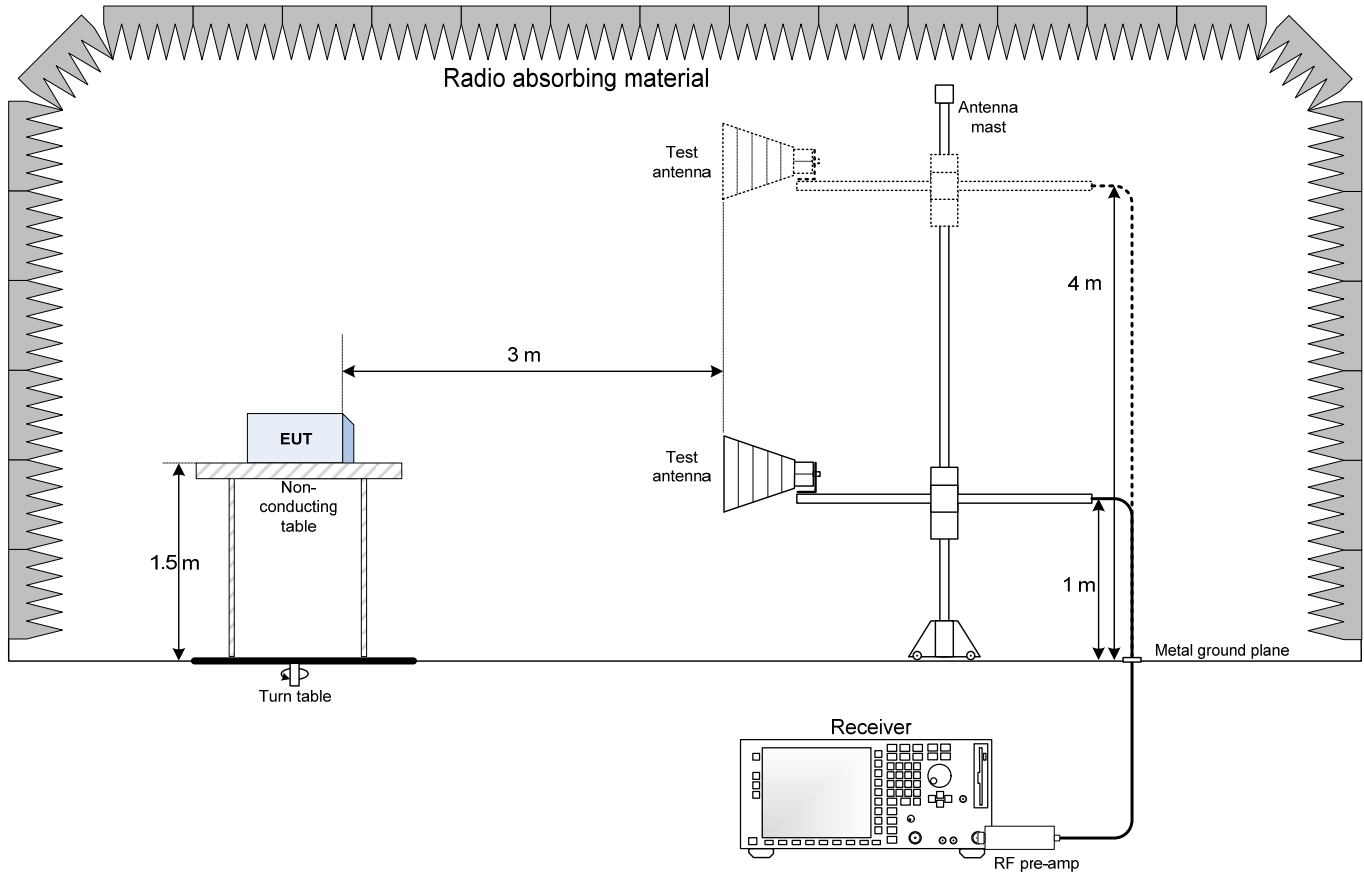 Radio absorbing material
Antenna
mast
Test
antenna
4 m
3 m
EUT
Test
antenna
Non-
conducting
table
1.5 m
1 m
Metal ground plane
Turn table
Receiver
RF pre-amp